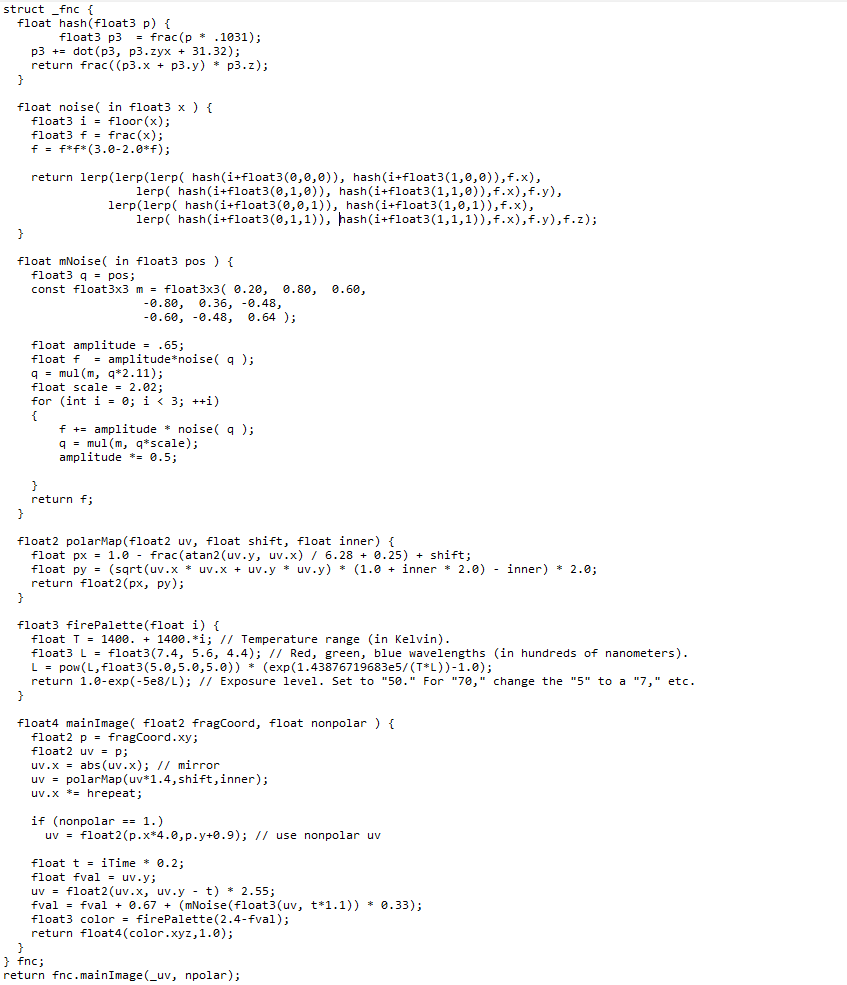 struct _fnc {
  float hash(float3 p) {
        float3 p3  = frac(p * .1031);
    p3 += dot(p3, p3.zyx + 31.32);
    return frac((p3.x + p3.y) * p3.z);
  }

  float noise( in float3 x ) {
    float3 i = floor(x);
    float3 f = frac(x);
    f = f*f*(3.0-2.0*f);

    return lerp(lerp(lerp( hash(i+float3(0,0,0)), hash(i+float3(1,0,0)),f.x),
                   lerp( hash(i+float3(0,1,0)), hash(i+float3(1,1,0)),f.x),f.y),
               lerp(lerp( hash(i+float3(0,0,1)), hash(i+float3(1,0,1)),f.x),
                   lerp( hash(i+float3(0,1,1)), hash(i+float3(1,1,1)),f.x),f.y),f.z);
  }

  float mNoise( in float3 pos ) {
    float3 q = pos;
    const float3x3 m = float3x3( 0.20,  0.80,  0.60,
                    -0.80,  0.36, -0.48,
                    -0.60, -0.48,  0.64 );

    float amplitude = .65;
    float f  = amplitude*noise( q );
    q = mul(m, q*2.11);
    float scale = 2.02;
    for (int i = 0; i < 3; ++i)
    {
        f += amplitude * noise( q );
        q = mul(m, q*scale);
        amplitude *= 0.5;

    }
    return f;
  }

  float2 polarMap(float2 uv, float shift, float inner) {
    float px = 1.0 - frac(atan2(uv.y, uv.x) / 6.28 + 0.25) + shift;
    float py = (sqrt(uv.x * uv.x + uv.y * uv.y) * (1.0 + inner * 2.0) - inner) * 2.0;
    return float2(px, py);
  }

  float3 firePalette(float i) {
    float T = 1400. + 1400.*i; // Temperature range (in Kelvin).
    float3 L = float3(7.4, 5.6, 4.4); // Red, green, blue wavelengths (in hundreds of nanometers).
    L = pow(L,float3(5.0,5.0,5.0)) * (exp(1.43876719683e5/(T*L))-1.0);
    return 1.0-exp(-5e8/L); // Exposure level. Set to "50." For "70," change the "5" to a "7," etc.
  }

  float4 mainImage( float2 fragCoord, float nonpolar ) {
    float2 p = fragCoord.xy;
    float2 uv = p;
    uv.x = abs(uv.x); // mirror
    uv = polarMap(uv*1.4,shift,inner);
    uv.x *= hrepeat;

    if (nonpolar == 1.)
      uv = float2(p.x*4.0,p.y+0.9); // use nonpolar uv

    float t = iTime * 0.2;
    float fval = uv.y;
    uv = float2(uv.x, uv.y - t) * 2.55;
    fval = fval + 0.67 + (mNoise(float3(uv, t*1.1)) * 0.33);
    float3 color = firePalette(2.4-fval);
    return float4(color.xyz,1.0);
  }
} fnc;
return fnc.mainImage(_uv, npolar);